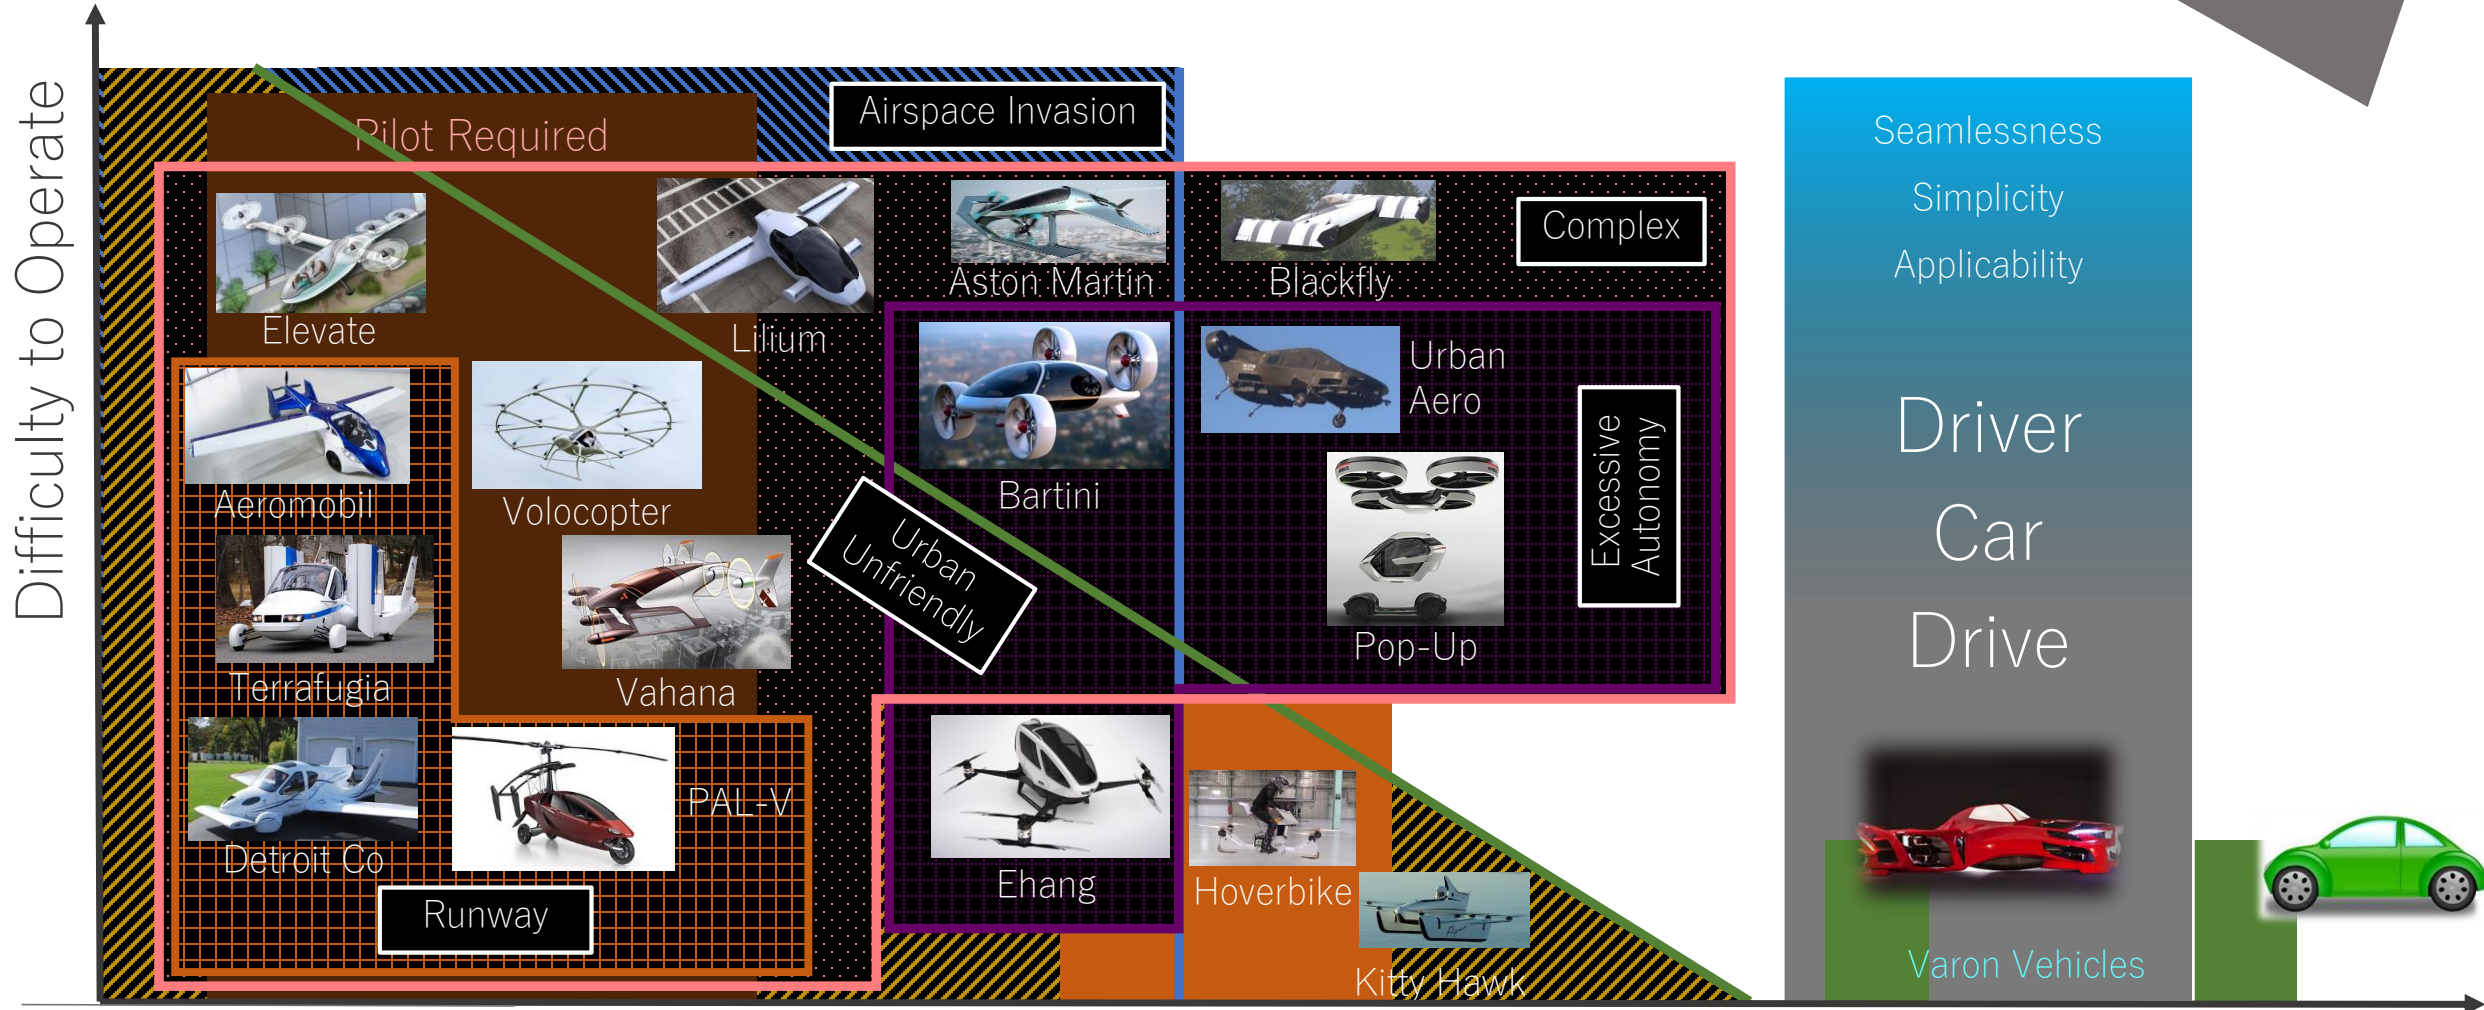 Difficulty to Operate
Pilot Required
Airspace Invasion
Complex
Elevate
Lilium
Aston Martin
Blackfly
Urban
Aero
Aeromobil
Volocopter
Bartini
Excessive
Autonomy
Urban
Unfriendly
Pop-Up
Terrafugia
Vahana
PAL-V
Detroit Co
Runway
Ehang
Hoverbike
Flyer
Kitty Hawk
Seamlessness
Simplicity
Applicability
Driver
Car
Drive
Varon Vehicles